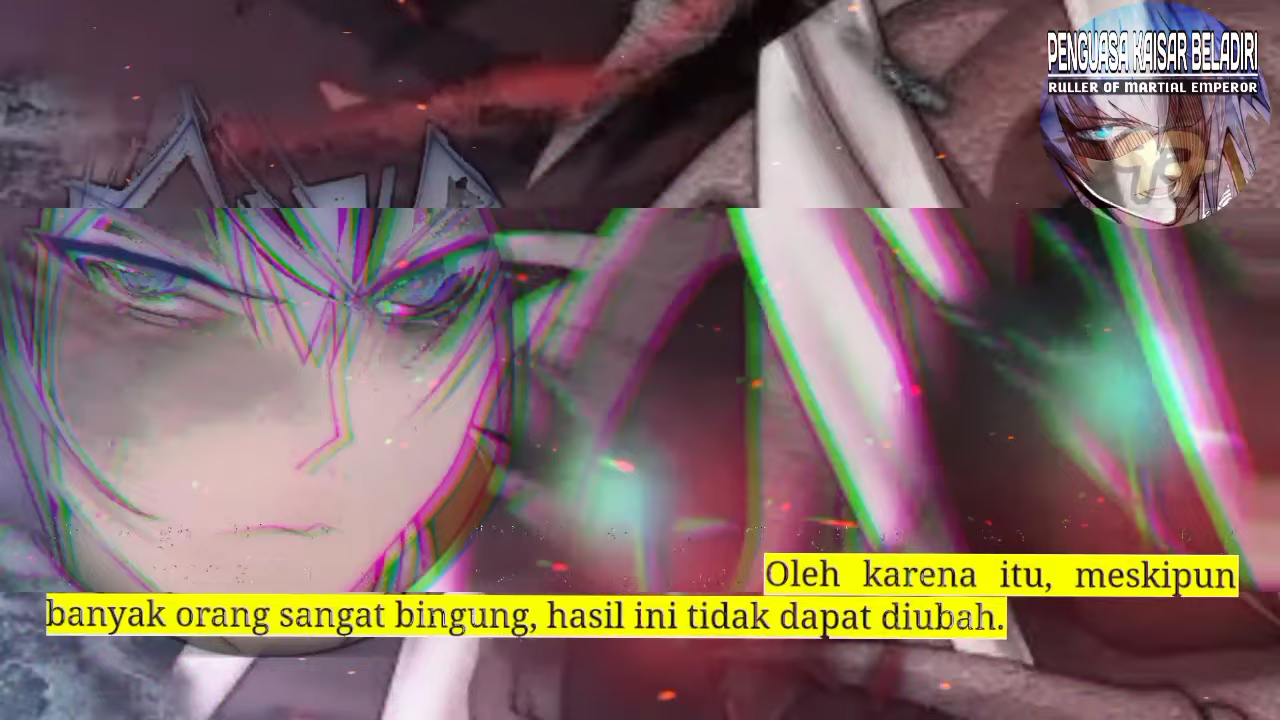 PENGUASA KAISAR BELADIRI
RULLER OF MARTIAL EMPEROR
Oleh karena itu, meskipun
banyak orang sangat bingung, hasil ini tidak dapat diubah.